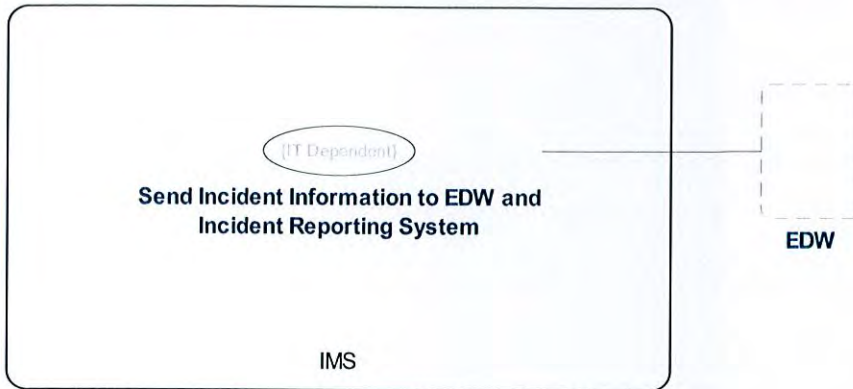 {IT Dependent}
Send Incident Information to EDW and
Incident Reporting System
EDW
IMS